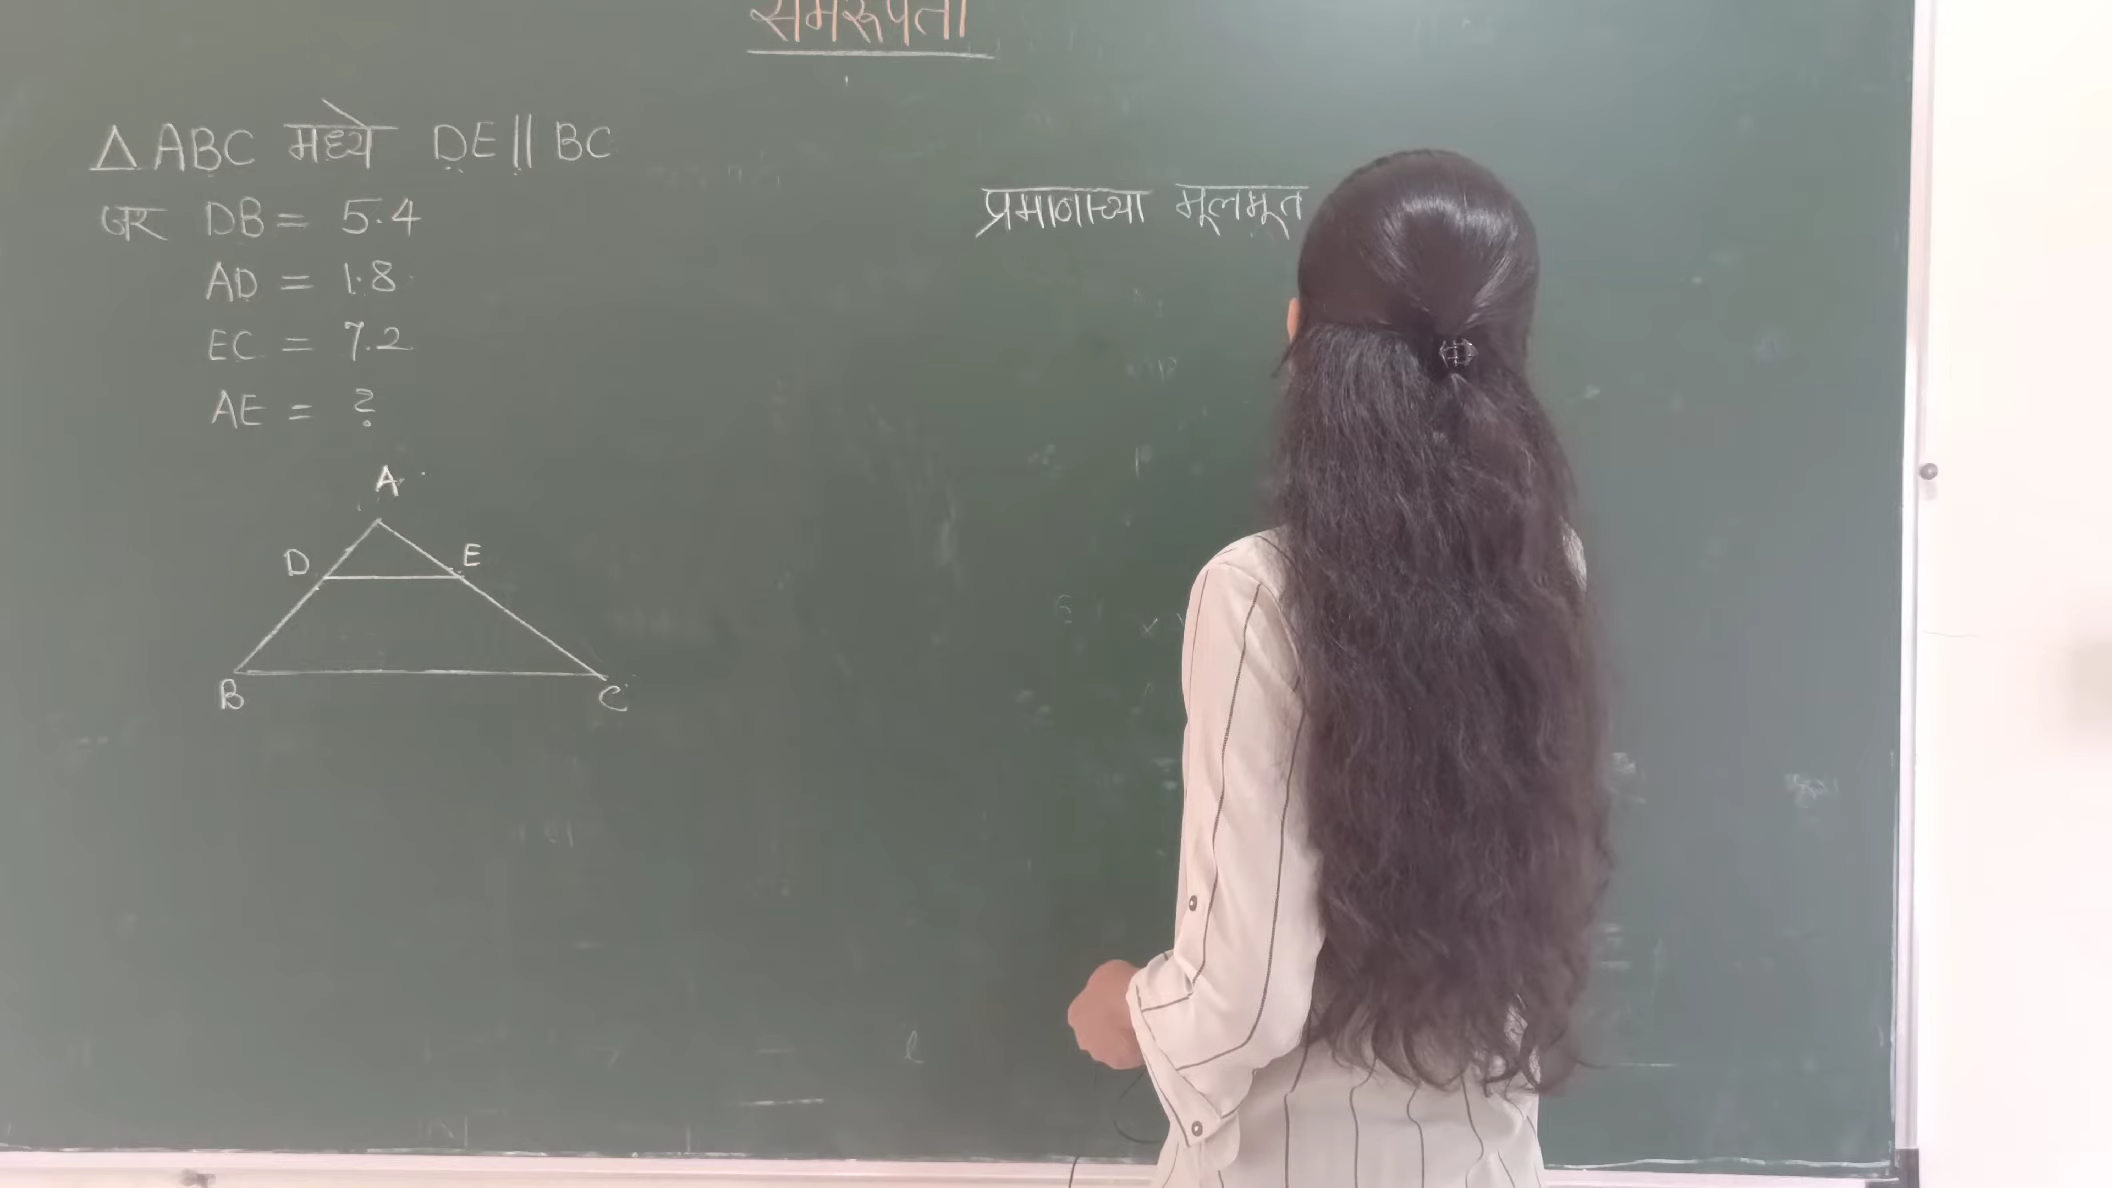 समरूपता
△ABC मध्ये DE || BC
जर DB = 5.4
AD = 1.8
EC = 7.2
AE = ?
प्रमाणाच्या मूलभूत
A
D
E
B
C